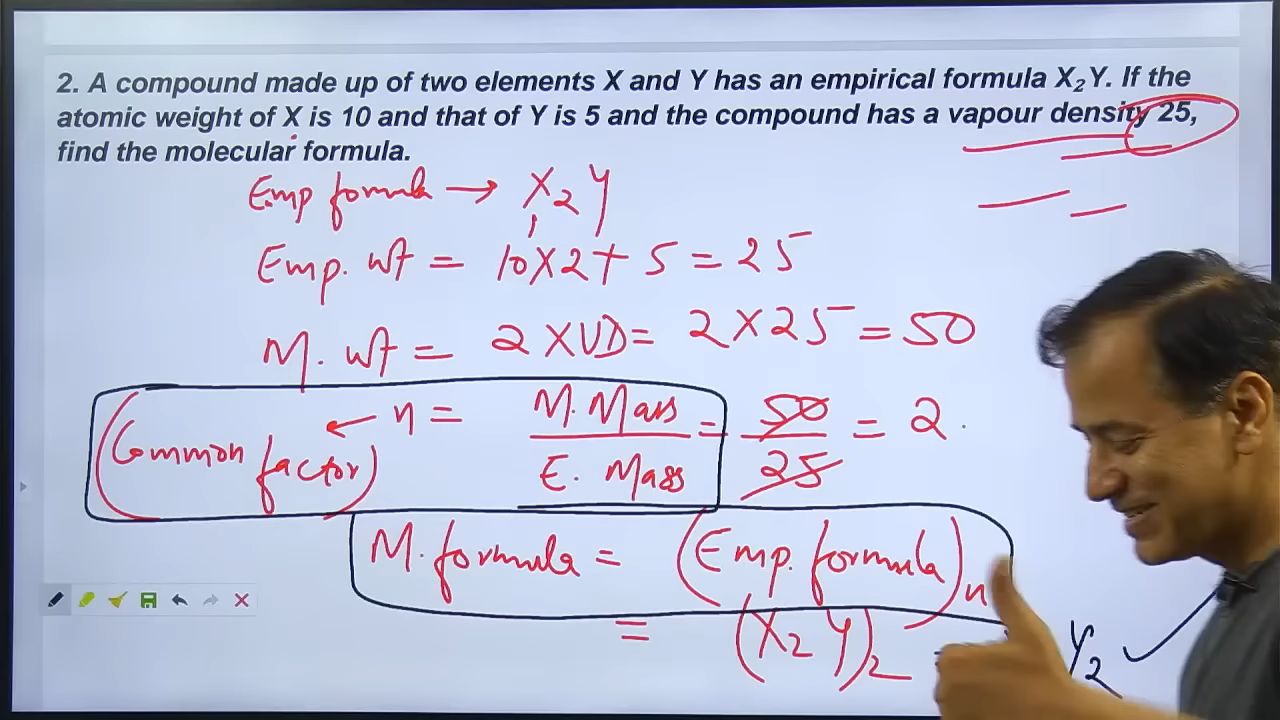 2. A compound made up of two elements X and Y has an empirical formula X₂Y. If the
atomic weight of X is 10 and that of Y is 5 and the compound has a vapour density 25,
find the molecular formula.
Emp formula → X₂Y
Emp. wt = 10X2+ 5 = 25
M. wt = 2 XVD= 2 X 25 = 50
(Common factor) ← n = M. Mass / E. Mass = 50/25 = 2
M. formula = (Emp. formula)n
= (X₂Y)₂ Y₂